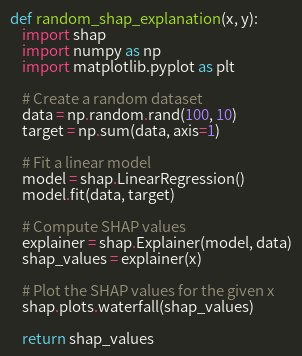 def random_shap_explanation(x, y):
    import shap
    import numpy as np
    import matplotlib.pyplot as plt

    # Create a random dataset
    data = np.random.rand(100, 10)
    target = np.sum(data, axis=1)

    # Fit a linear model
    model = shap.LinearRegression()
    model.fit(data, target)

    # Compute SHAP values
    explainer = shap.Explainer(model, data)
    shap_values = explainer(x)

    # Plot the SHAP values for the given x
    shap.plots.waterfall(shap_values)

    return shap_values